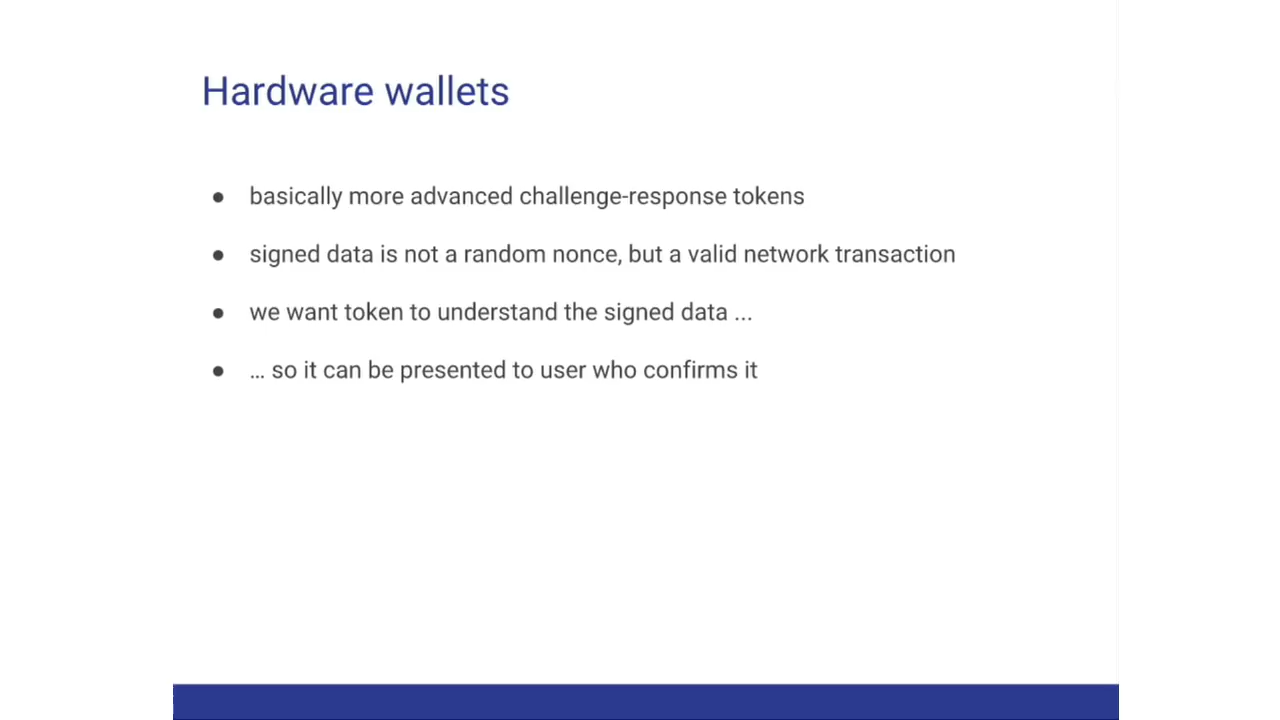 Hardware wallets
● basically more advanced challenge-response tokens
● signed data is not a random nonce, but a valid network transaction
● we want token to understand the signed data ...
● … so it can be presented to user who confirms it